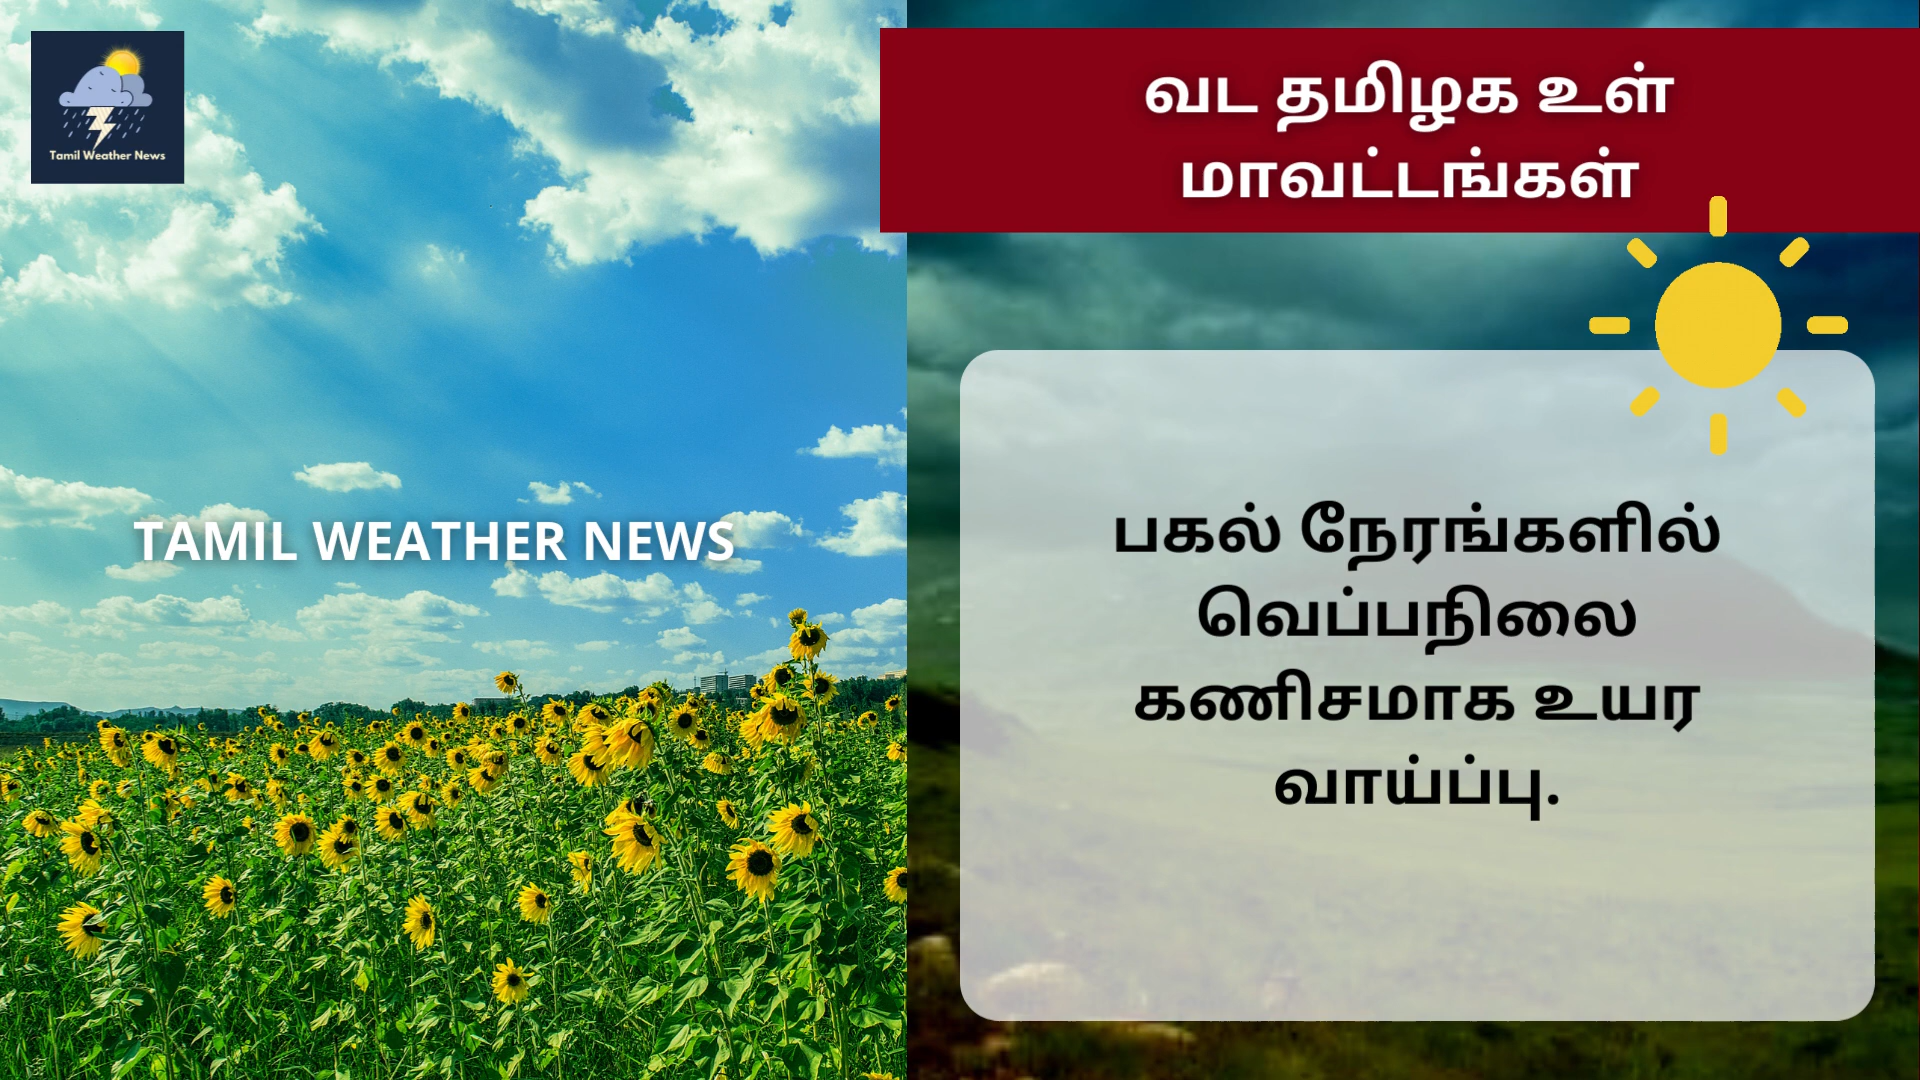 Tamil Weather News
TAMIL WEATHER NEWS
வட தமிழக உள்
மாவட்டங்கள்
பகல் நேரங்களில்
வெப்பநிலை
கணிசமாக உயர
வாய்ப்பு.